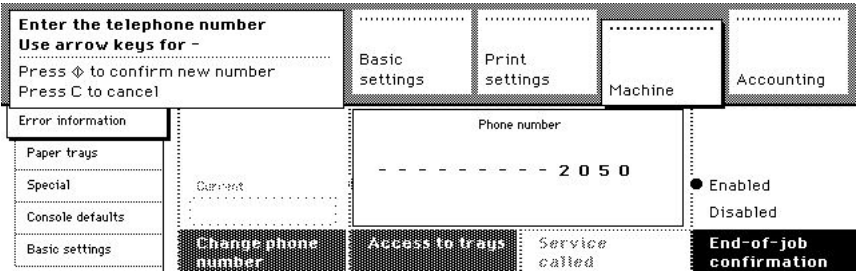 Enter the telephone number
Use arrow keys for -
Press ⎆ to confirm new number
Press C to cancel
Basic
settings
Print
settings
Machine
Accounting
Error information
Paper trays
Special
Console defaults
Basic settings
Current
Change phone
number
Phone number
- - - - - - - - - 2 0 5 0
Access to trays
Service
called
Enabled
Disabled
End-of-job
confirmation